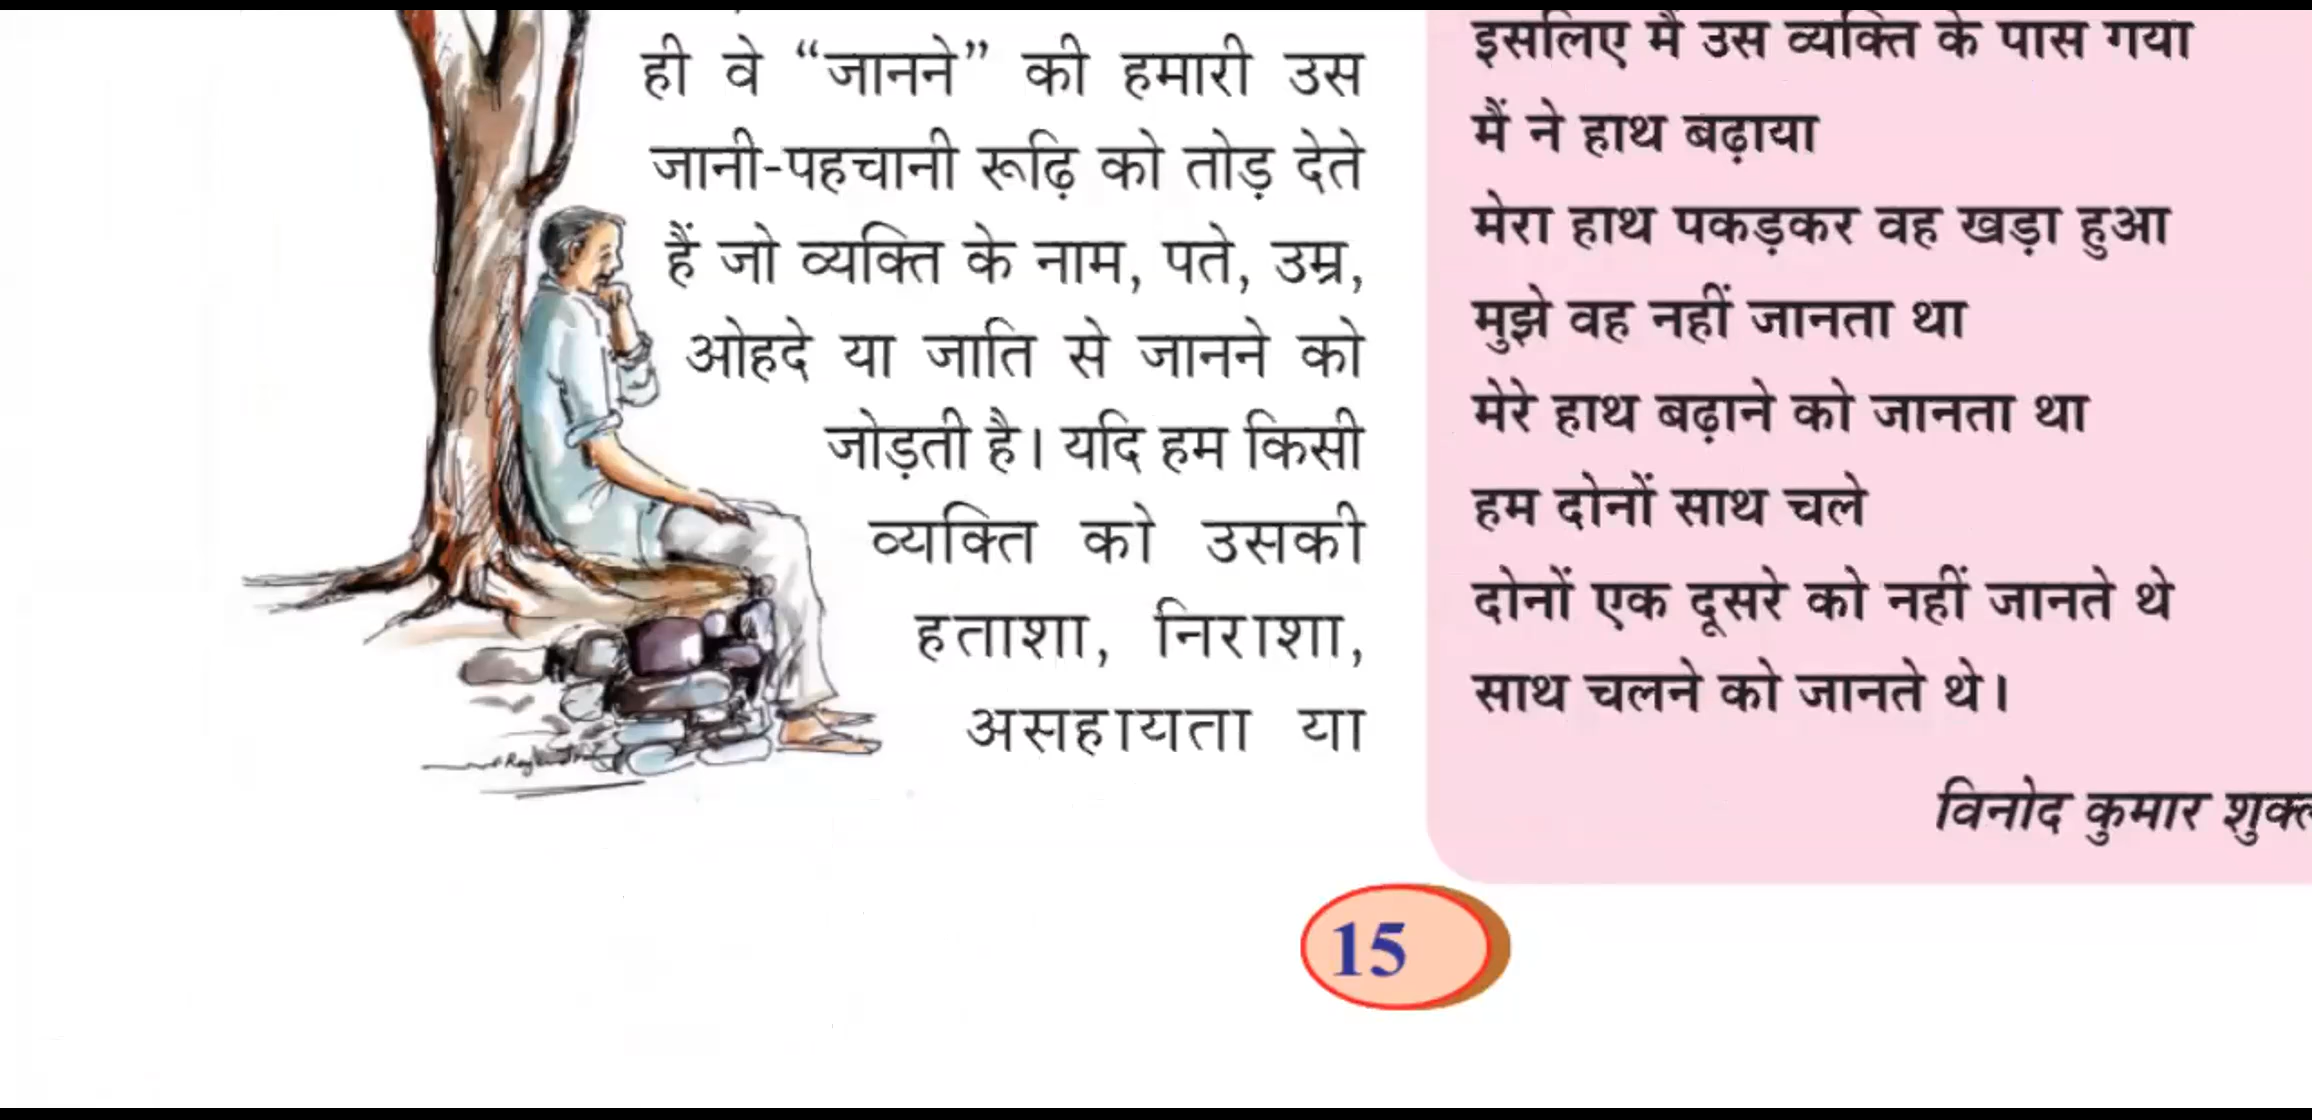 ही वे “जानने” की हमारी उस
जानी-पहचानी रूढ़ि को तोड़ देते
हैं जो व्यक्ति के नाम, पते, उम्र,
ओहदे या जाति से जानने को
जोड़ती है। यदि हम किसी
व्यक्ति को उसकी
हताशा, निराशा,
असहायता या
इसलिए मैं उस व्यक्ति के पास गया
मैं ने हाथ बढ़ाया
मेरा हाथ पकड़कर वह खड़ा हुआ
मुझे वह नहीं जानता था
मेरे हाथ बढ़ाने को जानता था
हम दोनों साथ चले
दोनों एक दूसरे को नहीं जानते थे
साथ चलने को जानते थे।
विनोद कुमार
15